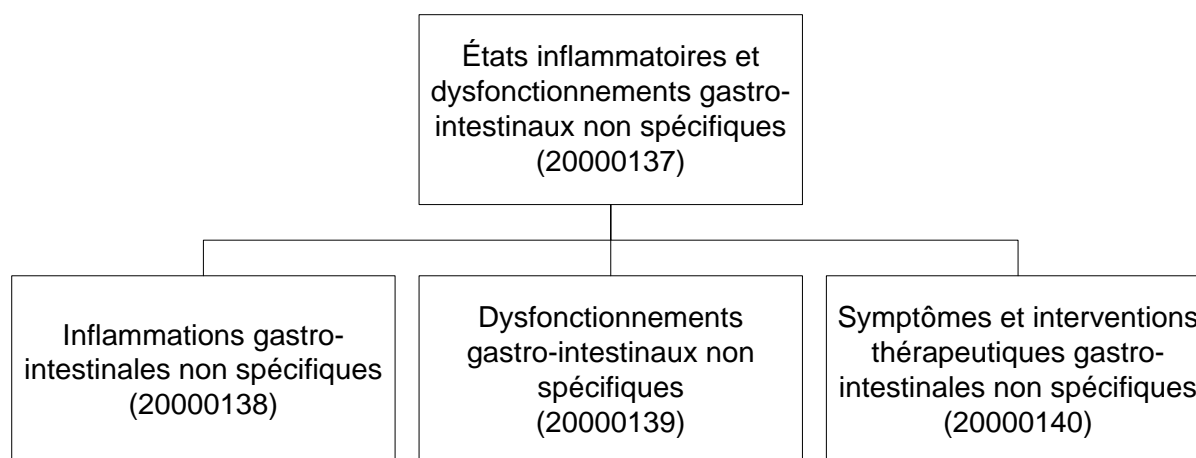 États inflammatoires et
dysfonctionnements gastro-
intestinaux non spécifiques
(20000137)
Inflammations gastro-
intestinales non spécifiques
(20000138)
Dysfonctionnements
gastro-intestinaux non
spécifiques
(20000139)
Symptômes et interventions
thérapeutiques gastro-
intestinales non spécifiques
(20000140)